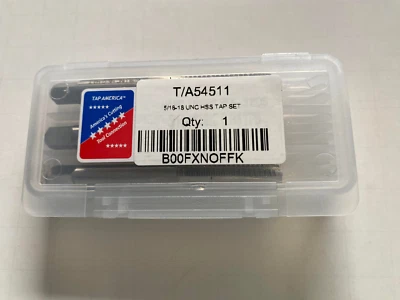 TAP AMERICA®
America's Cutting
★★★★★
Tool Connection
★★★★★
T/A54511
5/16-18 UNC HSS TAP SET
Qty: 1
B00FXNOFFK